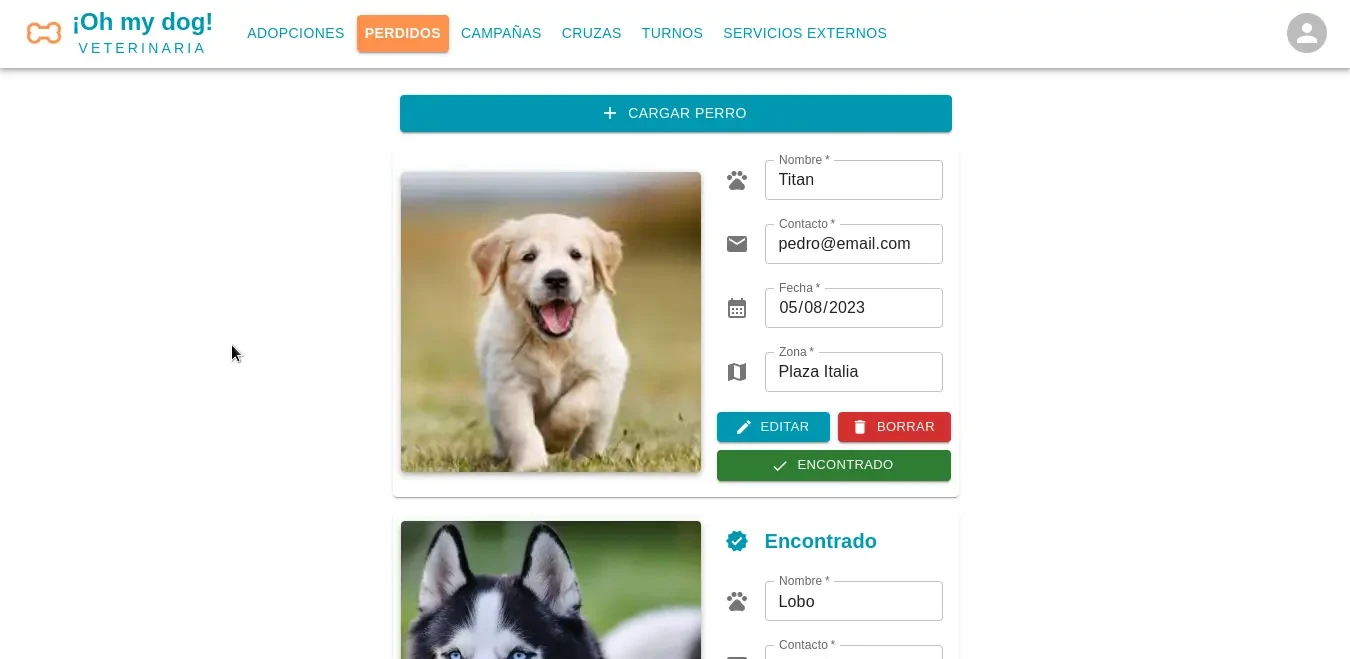 ¡Oh my dog!
VETERINARIA
ADOPCIONES
PERDIDOS
CAMPAÑAS
CRUZAS
TURNOS
SERVICIOS EXTERNOS
CARGAR PERRO
Nombre *
Titan
Contacto *
pedro@email.com
Fecha *
05/08/2023
Zona *
Plaza Italia
EDITAR
BORRAR
ENCONTRADO
Encontrado
Nombre *
Lobo
Contacto *